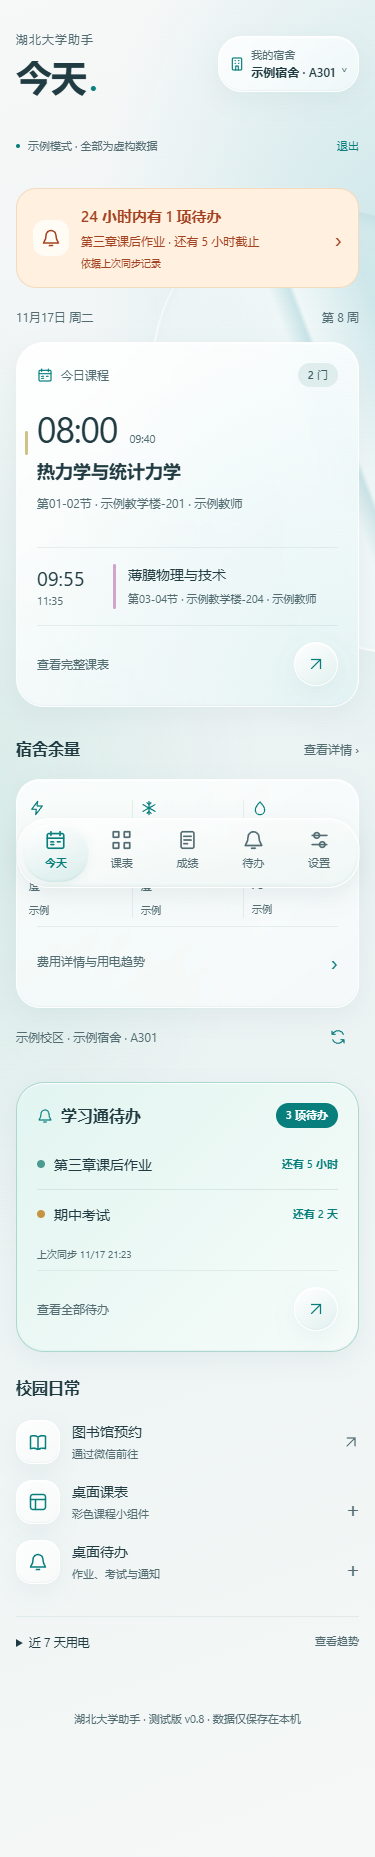 湖北大学助手
今天.
我的宿舍
示例宿舍 · A301 ˅
示例模式 · 全部为虚构数据
退出
24 小时内有 1 项待办
第三章课后作业 · 还有 5 小时截止
依据上次同步记录
11月17日 周二
第 8 周
今日课程
2 门
08:00 09:40
热力学与统计力学
第01-02节 · 示例教学楼-201 · 示例教师
09:55
11:35
薄膜物理与技术
第03-04节 · 示例教学楼-204 · 示例教师
查看完整课表
宿舍余量
查看详情 ›
今天
课表
成绩
待办
设置
示例
示例
示例
费用详情与用电趋势
示例校区 · 示例宿舍 · A301
学习通待办
3 项待办
第三章课后作业
还有 5 小时
期中考试
还有 2 天
上次同步 11/17 21:23
查看全部待办
校园日常
图书馆预约
通过微信前往
桌面课表
彩色课程小组件
桌面待办
作业、考试与通知
近 7 天用电
查看趋势
湖北大学助手 · 测试版 v0.8 · 数据仅保存在本机